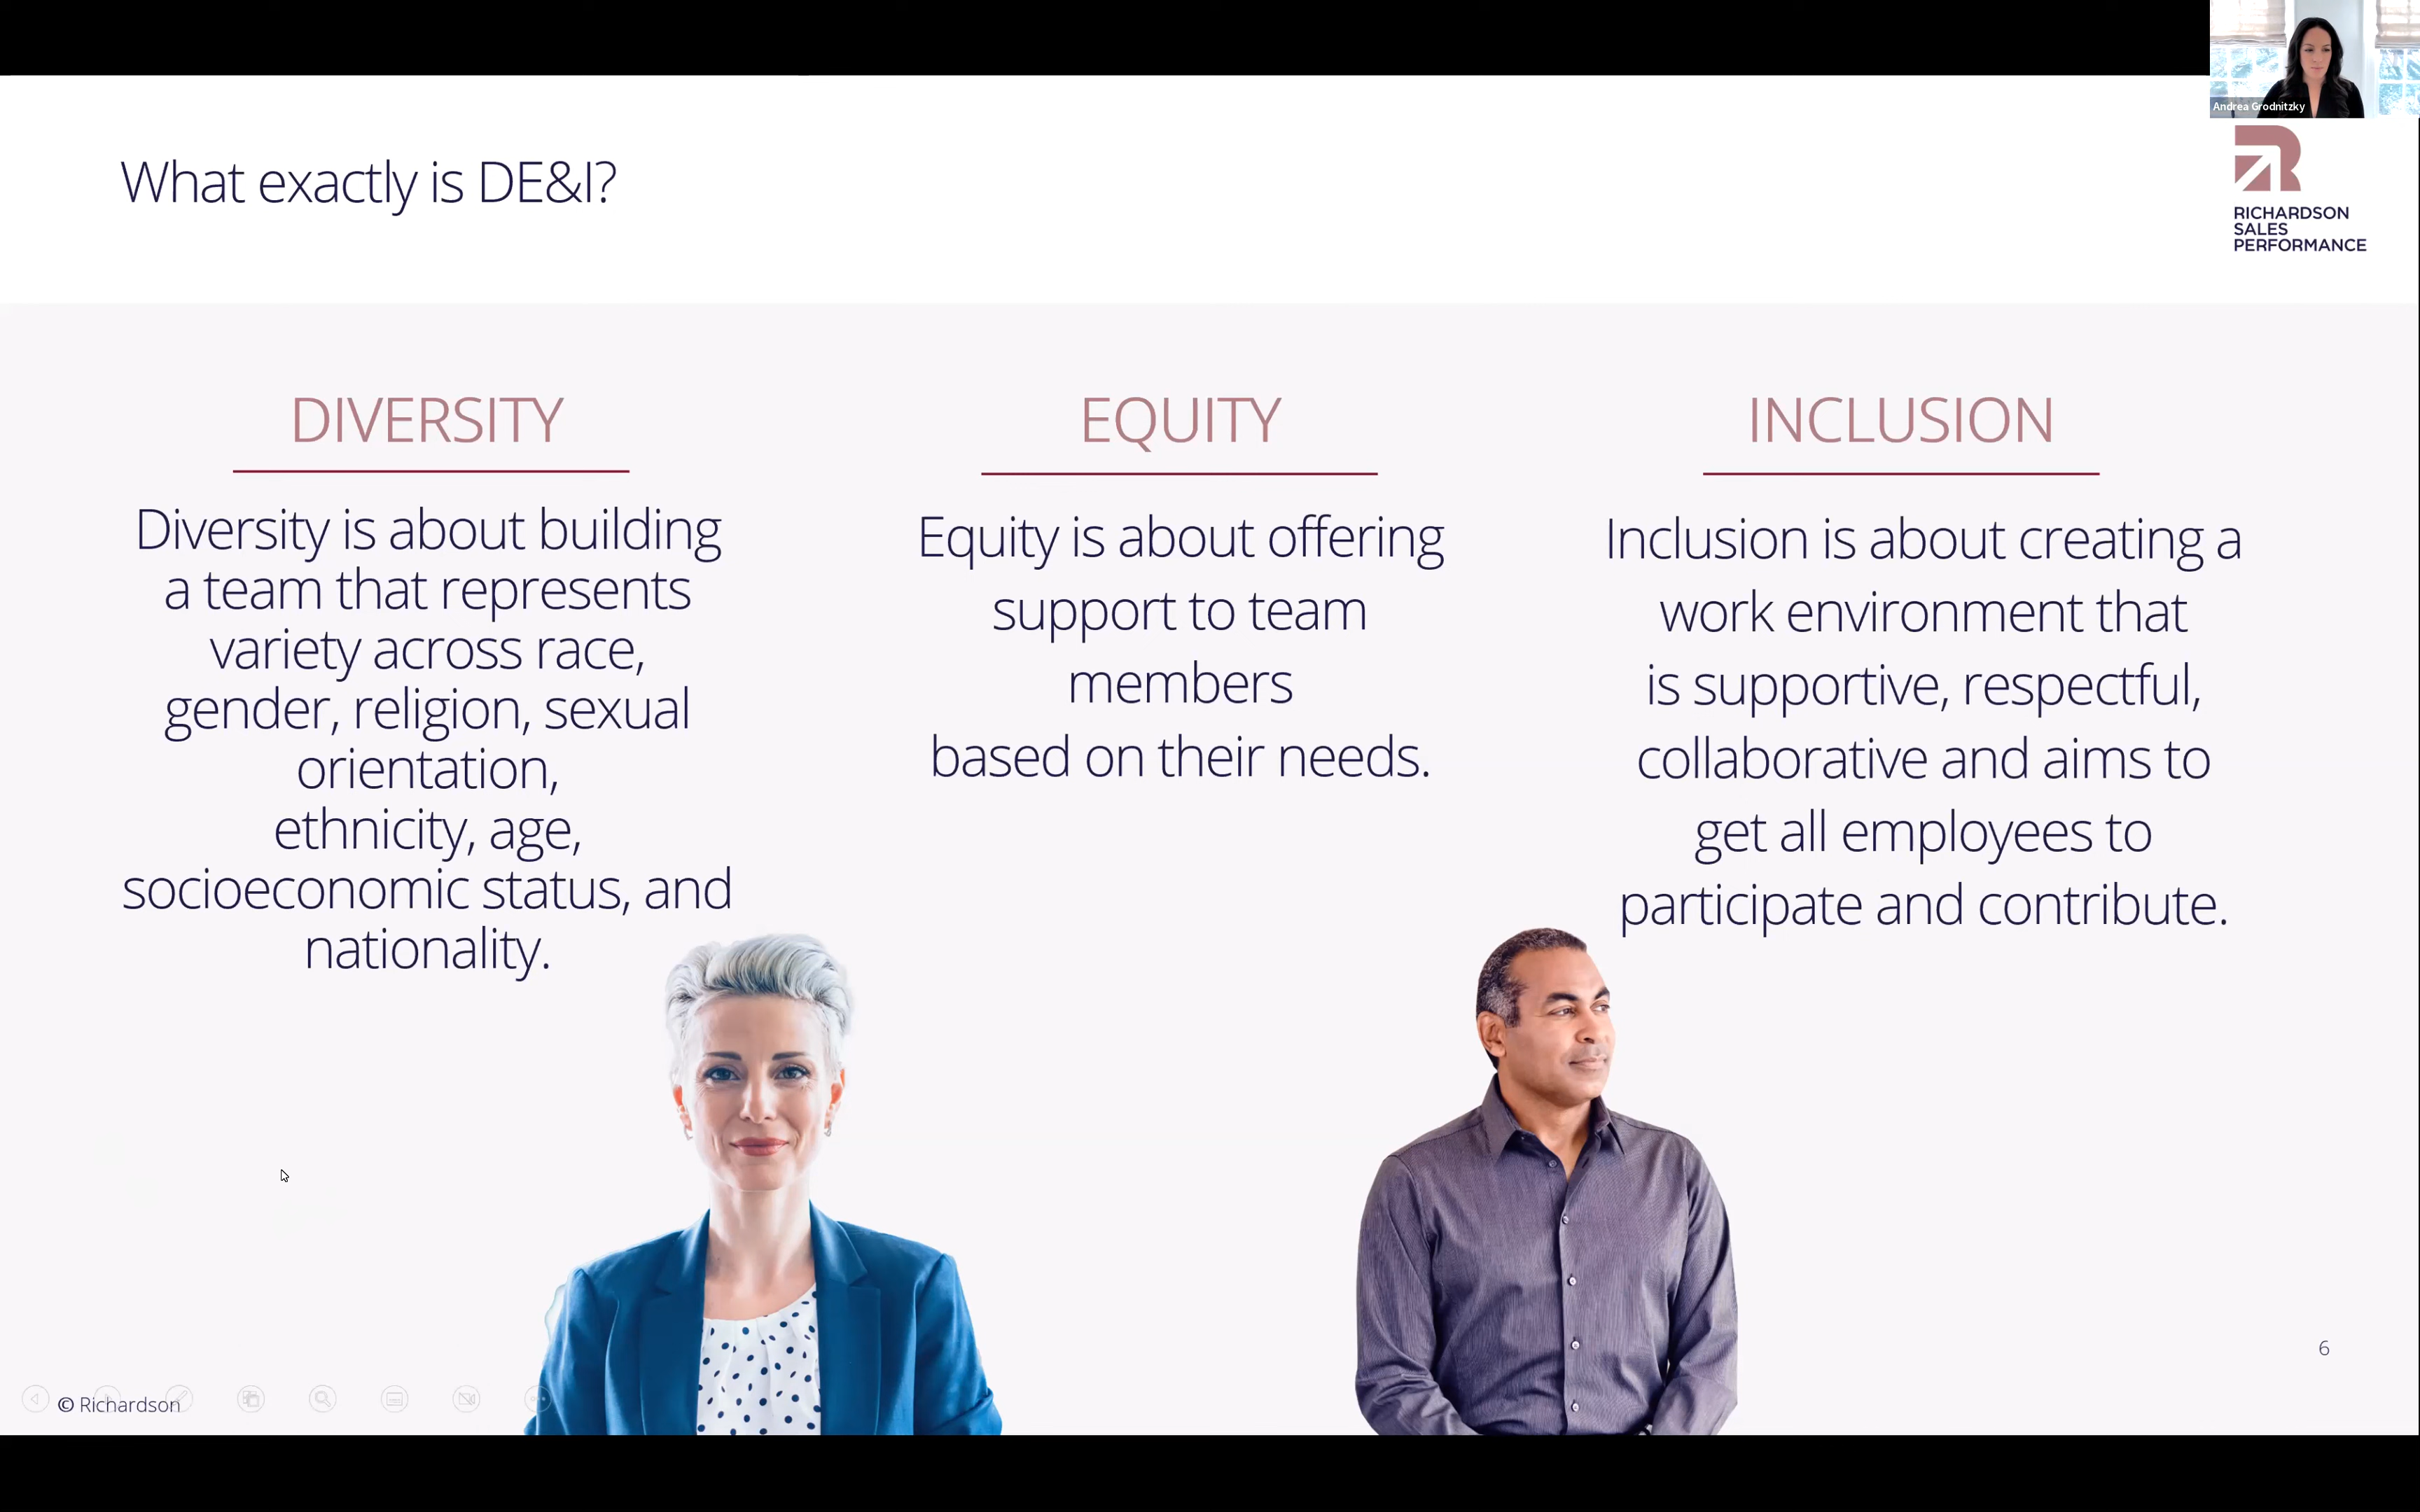 Andrea Grodnitzky
What exactly is DE&I?
RICHARDSON
SALES
PERFORMANCE
DIVERSITY
Diversity is about building
a team that represents
variety across race,
gender, religion, sexual
orientation,
ethnicity, age,
socioeconomic status, and
nationality.
EQUITY
Equity is about offering
support to team
members
based on their needs.
INCLUSION
Inclusion is about creating a
work environment that
is supportive, respectful,
collaborative and aims to
get all employees to
participate and contribute.
6
© Richardson